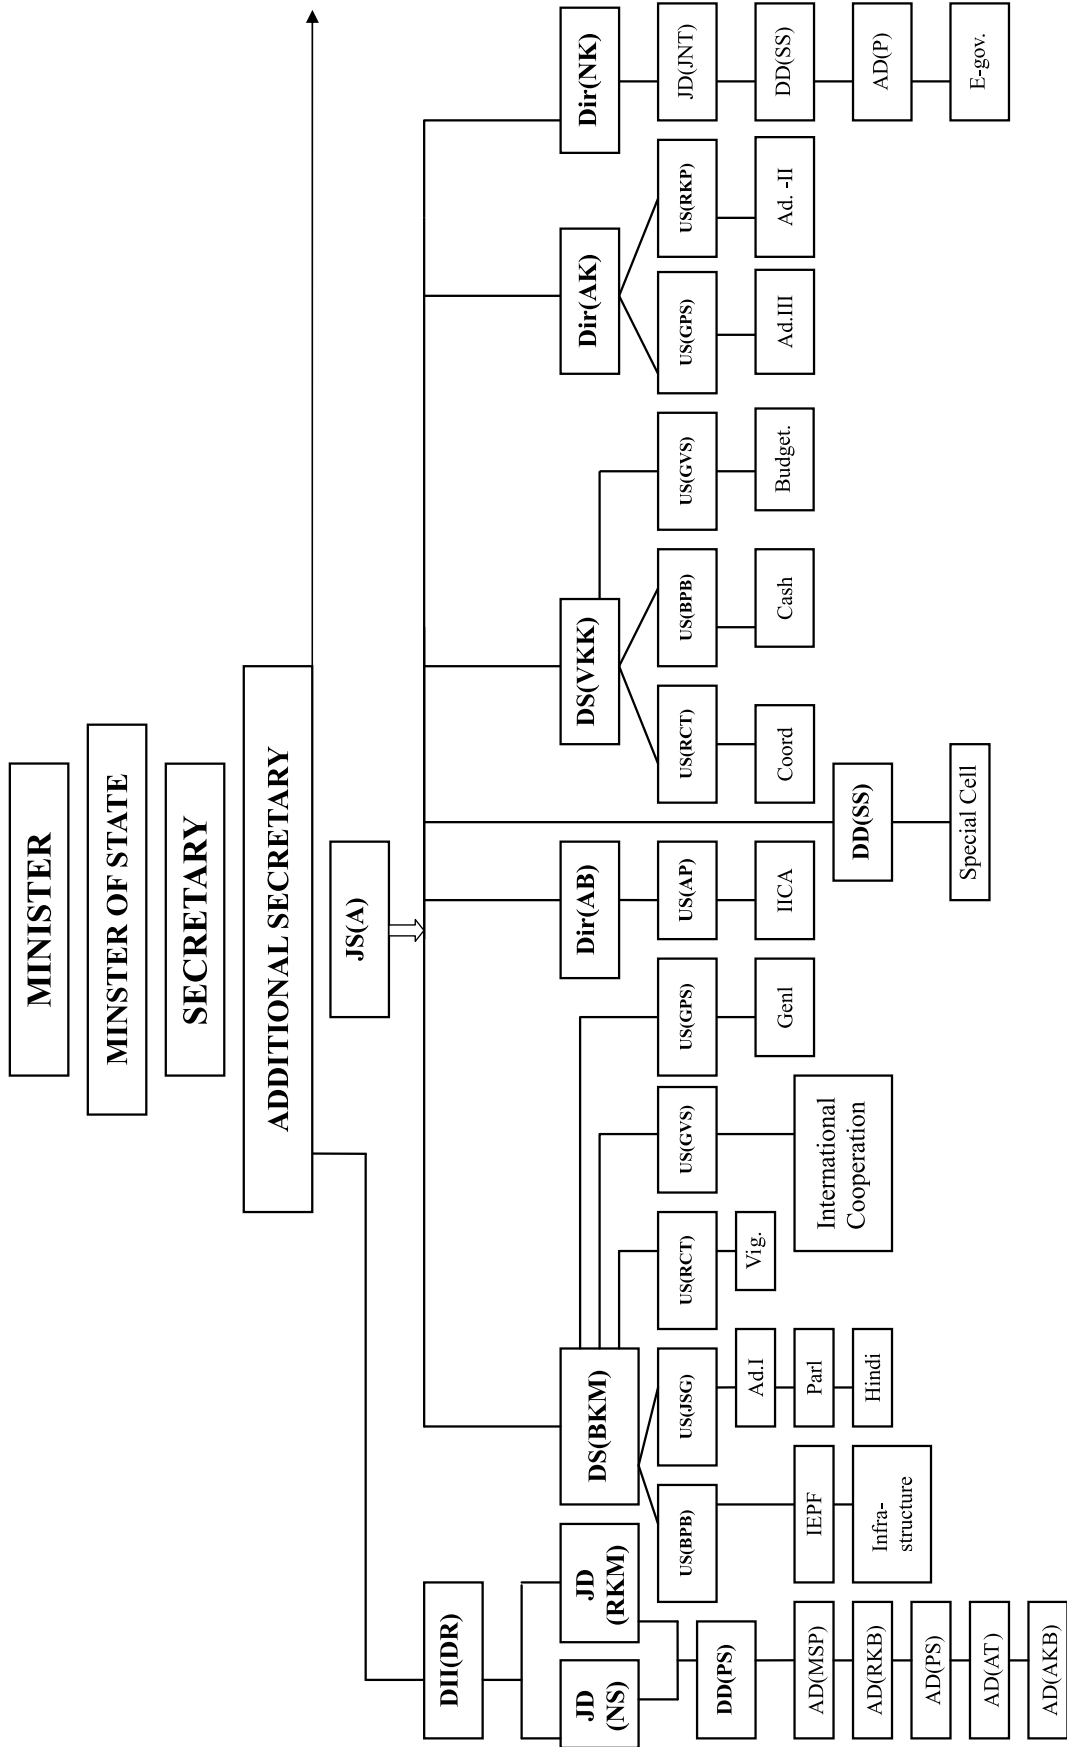 MINISTER
MINSTER OF STATE
SECRETARY
ADDITIONAL SECRETARY
JS(A)
DII(DR)
JD
(NS)
JD
(RKM)
DS(BKM)
Dir(AB)
DS(VKK)
Dir(AK)
Dir(NK)
US(BPB)
US(JSG)
US(RCT)
US(GVS)
US(GPS)
US(AP)
US(RCT)
US(BPB)
US(GVS)
US(GPS)
US(RKP)
JD(JNT)
DD(PS)
Ad.I
Vig.
Genl
IICA
Coord
Cash
Budget.
Ad.III
Ad. -II
DD(SS)
AD(MSP)
IEPF
Parl
International
Cooperation
DD(SS)
AD(P)
AD(RKB)
Infra-
structure
Hindi
AD(PS)
Special Cell
E-gov.
AD(AT)
AD(AKB)